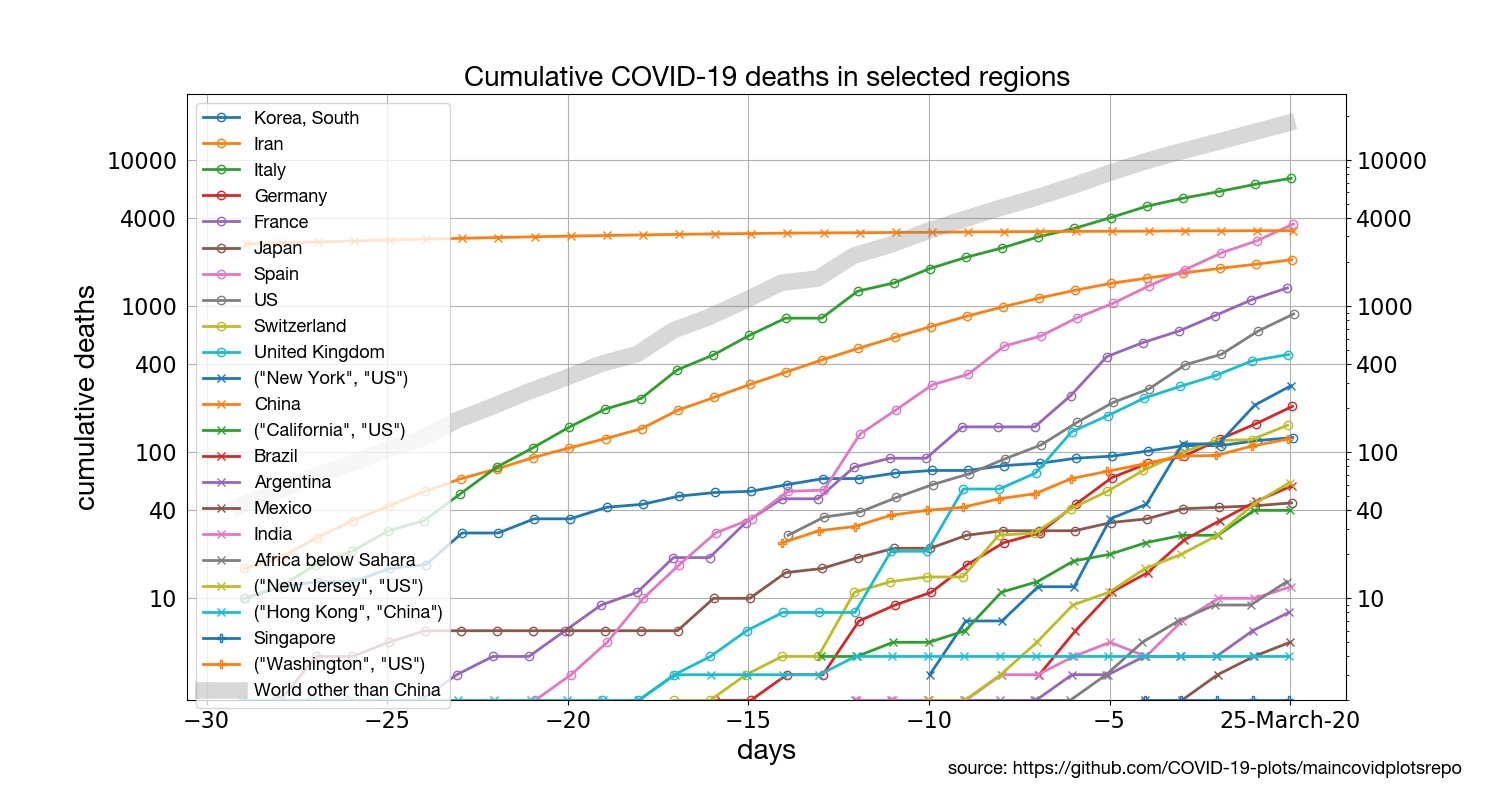 Cumulative COVID-19 deaths in selected regions
Korea, South
Iran
Italy
Germany
France
Japan
Spain
US
Switzerland
United Kingdom
("New York", "US")
China
("California", "US")
Brazil
Argentina
Mexico
India
Africa below Sahara
("New Jersey", "US")
("Hong Kong", "China")
Singapore
("Washington", "US")
World other than China
cumulative deaths
10000
4000
1000
400
100
40
10
10000
4000
1000
400
100
40
10
−30 −25 −20 −15 −10 −5 25-March-20
days
source: https://github.com/COVID-19-plots/maincovidplotsrepo